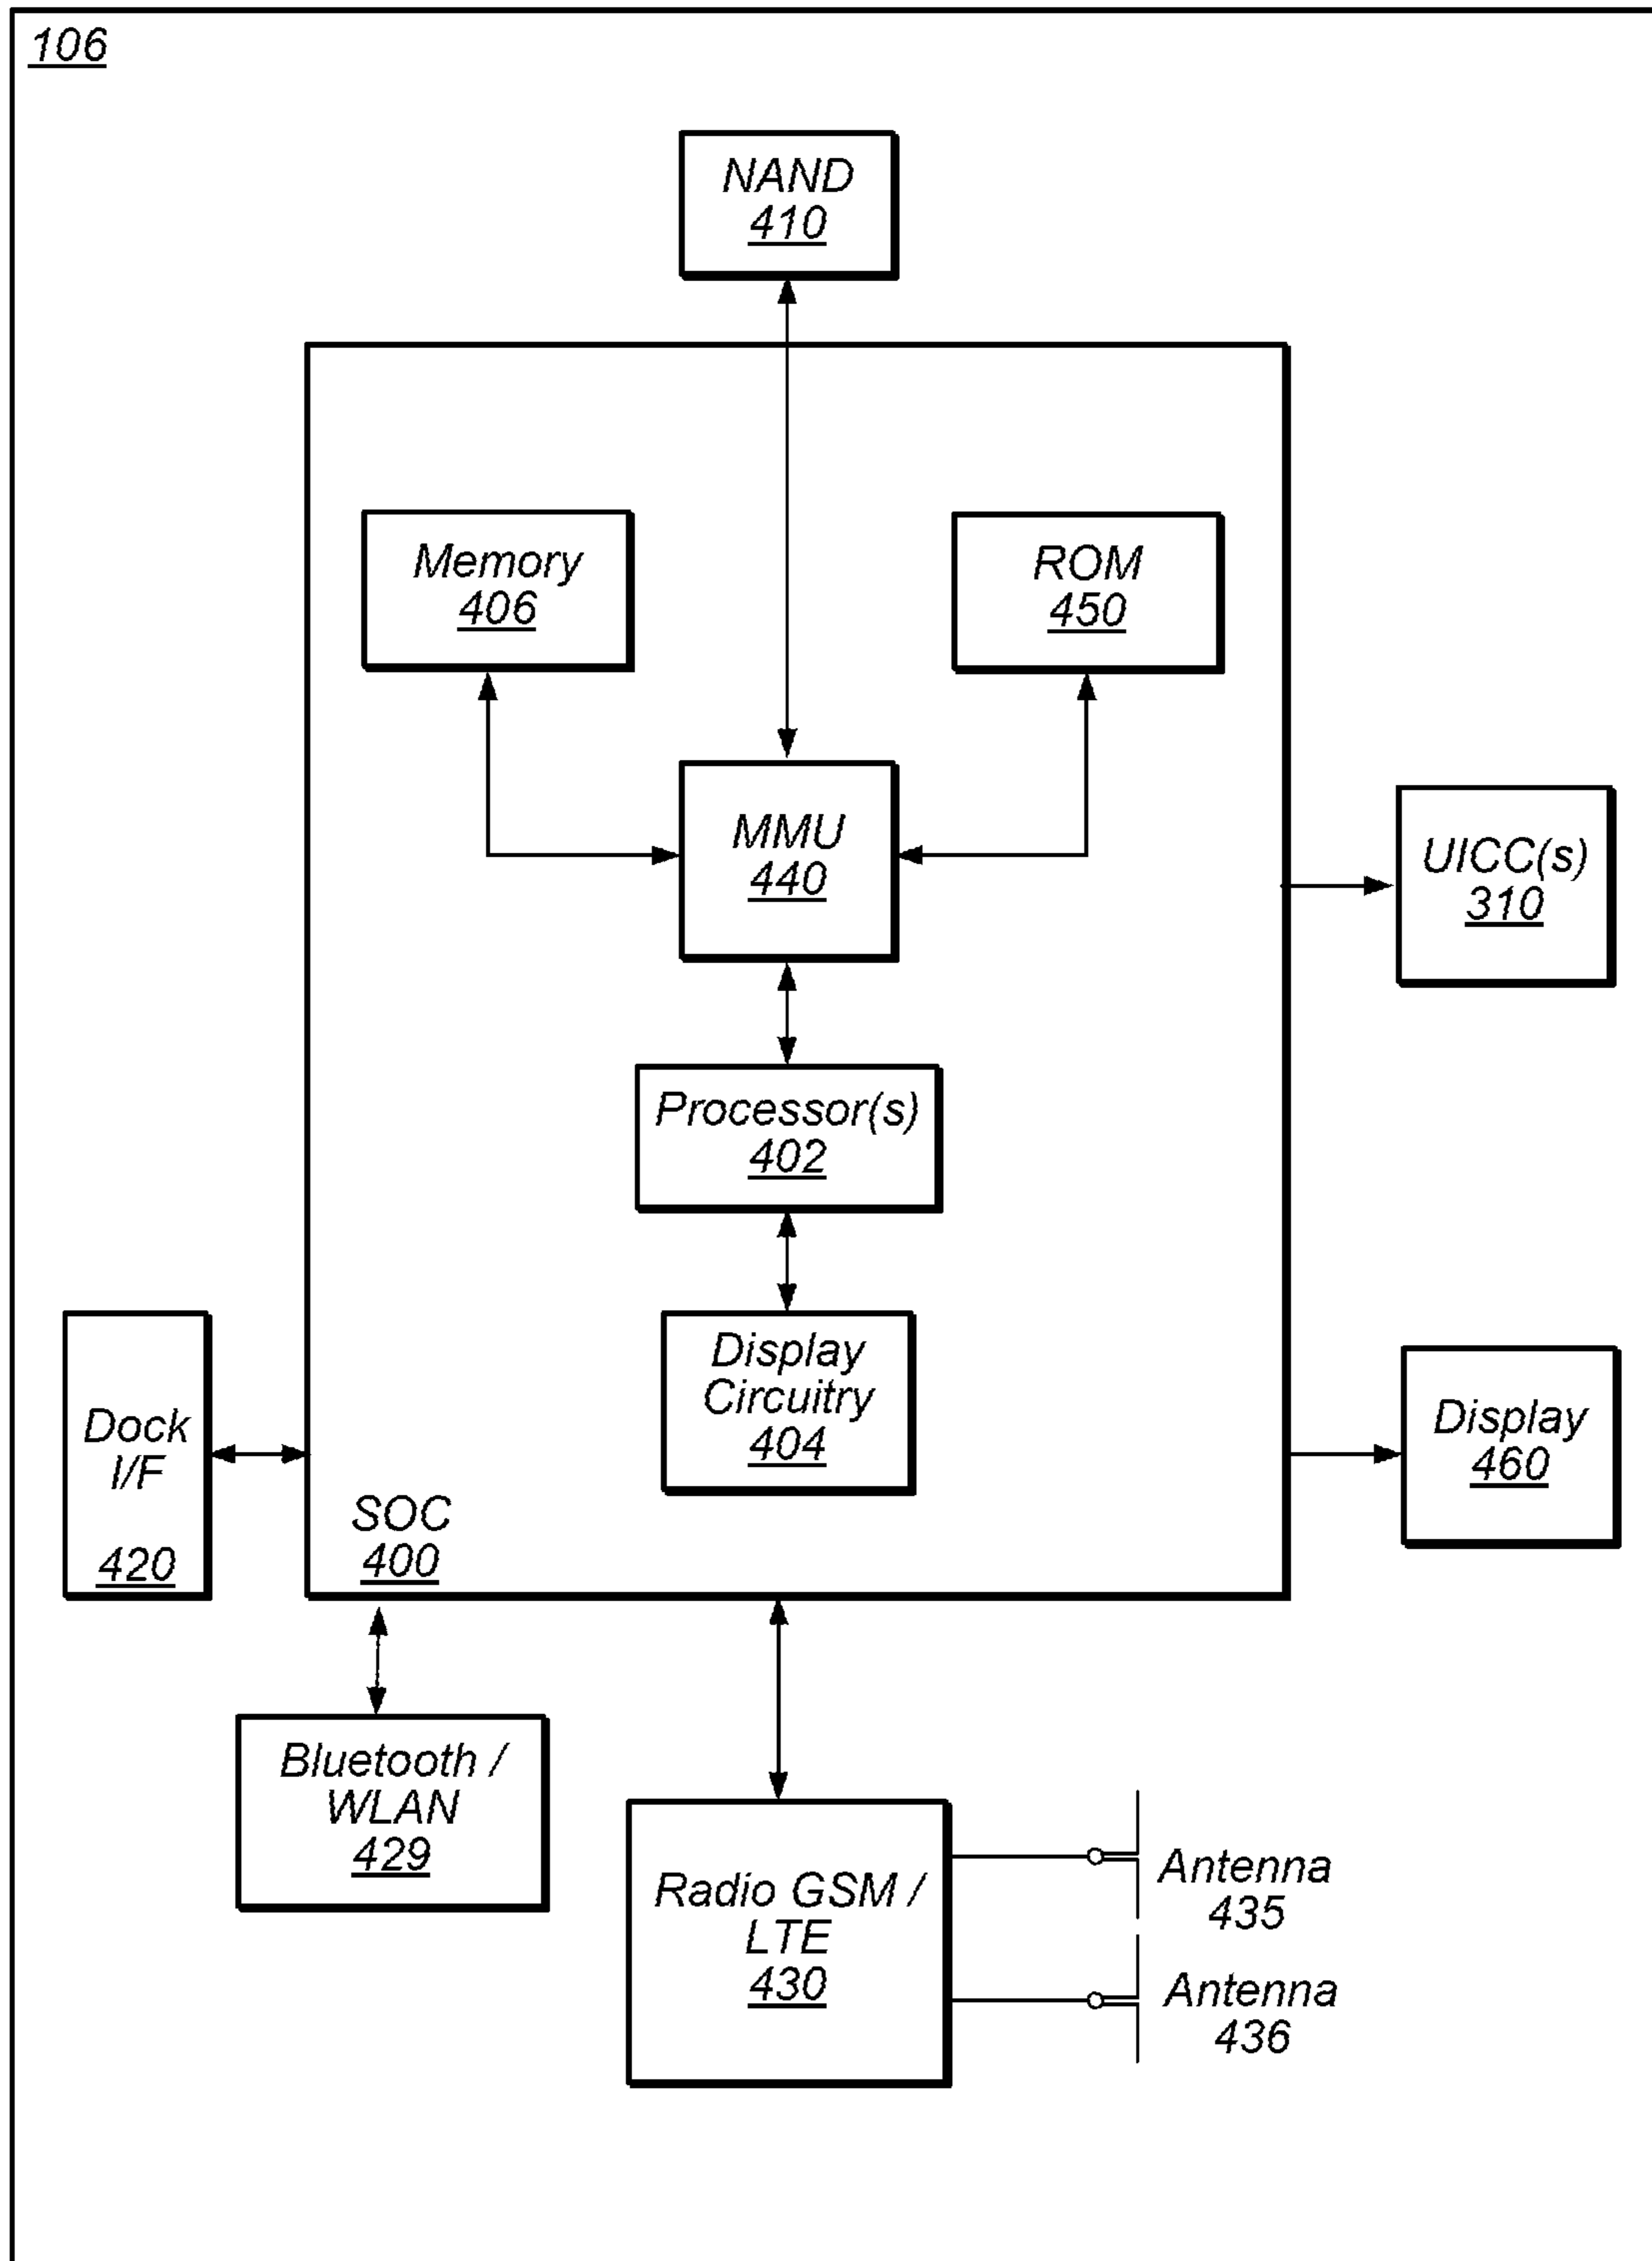 106
NAND
410
Memory
406
ROM
450
MMU
440
UICC(s)
310
Processor(s)
402
Display
Circuitry
404
Dock
I/F
420
Display
460
SOC
400
Bluetooth /
WLAN
429
Radio GSM /
LTE
430
Antenna
435
Antenna
436